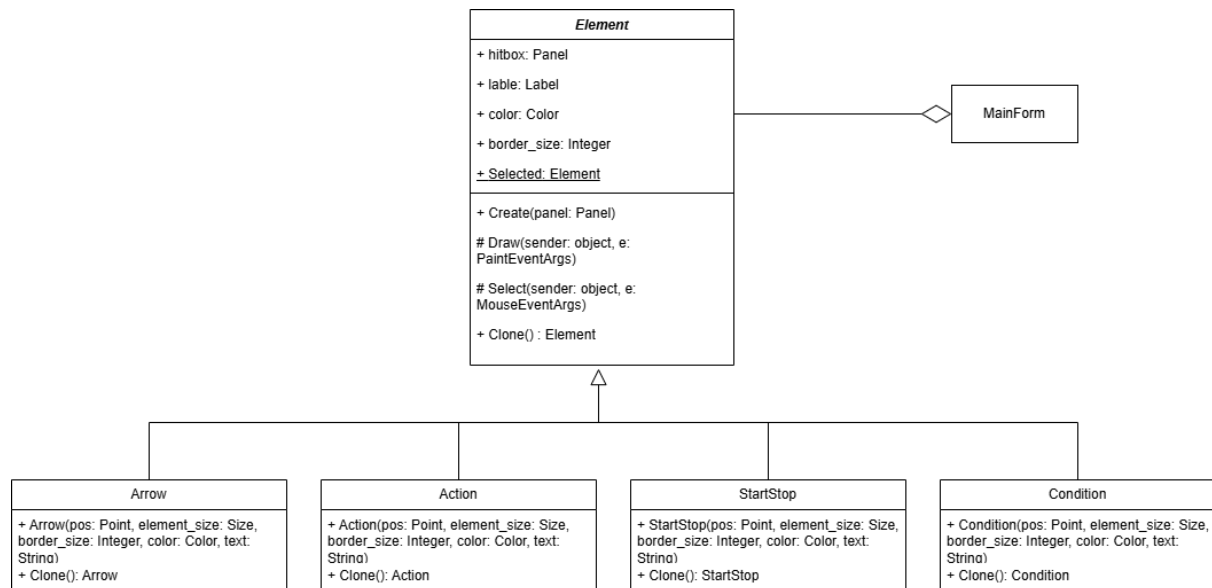 Element
+ hitbox: Panel
+ lable: Label
+ color: Color
+ border_size: Integer
+ Selected: Element
+ Create(panel: Panel)
# Draw(sender: object, e:
PaintEventArgs)
# Select(sender: object, e:
MouseEventArgs)
+ Clone() : Element
MainForm
Arrow
+ Arrow(pos: Point, element_size: Size,
border_size: Integer, color: Color, text:
String)
+ Clone(): Arrow
Action
+ Action(pos: Point, element_size: Size,
border_size: Integer, color: Color, text:
String)
+ Clone(): Action
StartStop
+ StartStop(pos: Point, element_size: Size,
border_size: Integer, color: Color, text:
String)
+ Clone(): StartStop
Condition
+ Condition(pos: Point, element_size: Size,
border_size: Integer, color: Color, text:
String)
+ Clone(): Condition